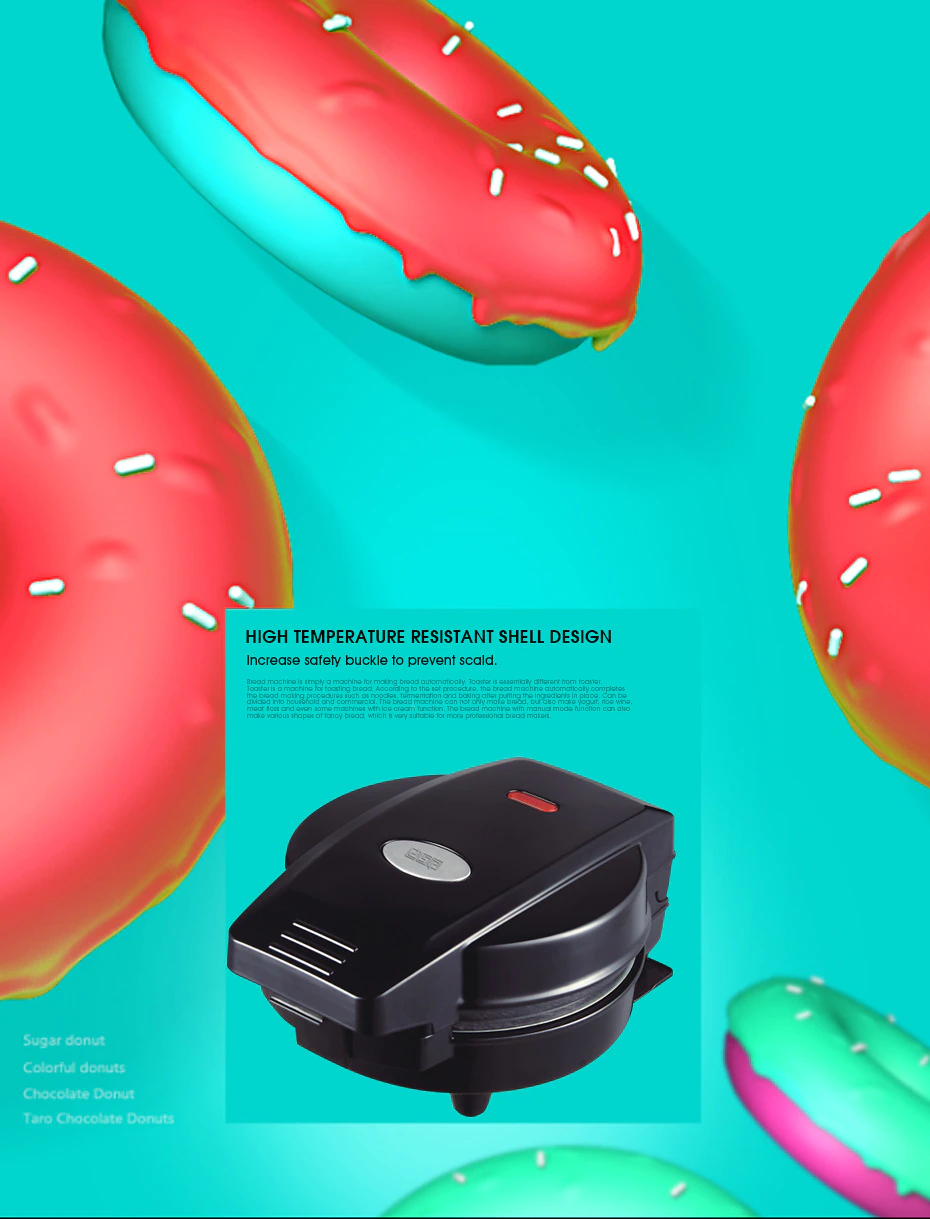 HIGH TEMPERATURE RESISTANT SHELL DESIGN
Increase safety buckle to prevent scald.
Bread machine is simply a machine for making bread automatically. Toaster is essentially different from toaster.
Toaster is a machine for toasting bread; According to the set procedure, the bread machine automatically completes
the bread making procedures such as noodles, fermentation and baking after putting the ingredients in place. Can be
divided into household and commercial. The bread machine can not only make bread, but also make yogurt, rice wine,
meat floss and even some machines with ice cream function. The bread machine with manual mode function can also
make various shapes of fancy bread, which is very suitable for more professional bread makers.
Sugar donut
Colorful donuts
Chocolate Donut
Taro Chocolate Donuts